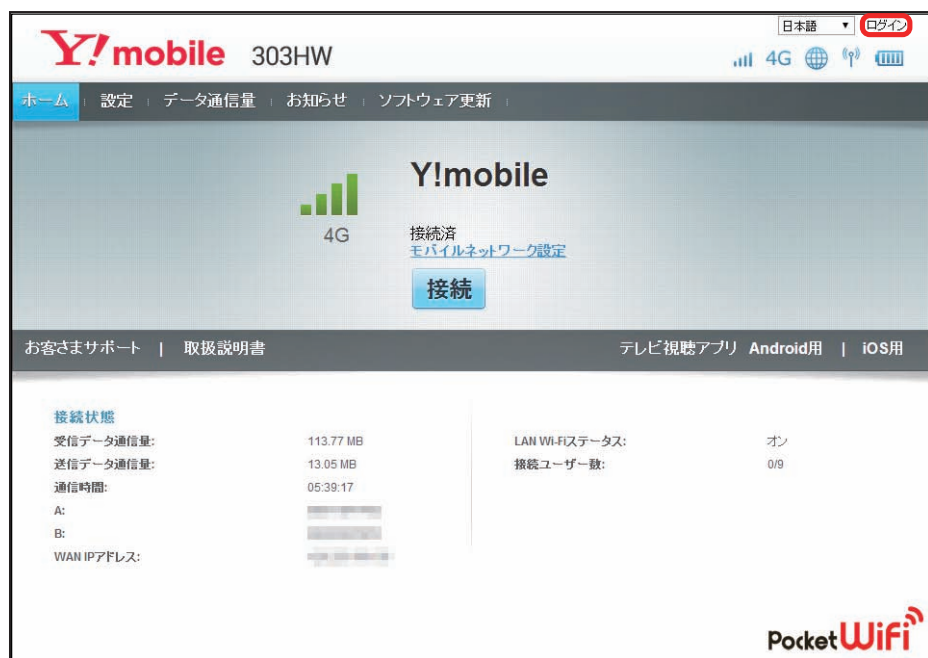 日本語 ログイン
Y!mobile 303HW
4G
ホーム 設定 データ通信量 お知らせ ソフトウェア更新
Y!mobile
4G
接続済
モバイルネットワーク設定
接続
お客さまサポート | 取扱説明書 テレビ視聴アプリ Android用 | iOS用
接続状態
受信データ通信量: 113.77 MB LAN Wi-Fiステータス: オン
送信データ通信量: 13.05 MB 接続ユーザー数: 0/9
通信時間: 05:39:17
A:
B:
WAN IPアドレス:
Pocket WiFi